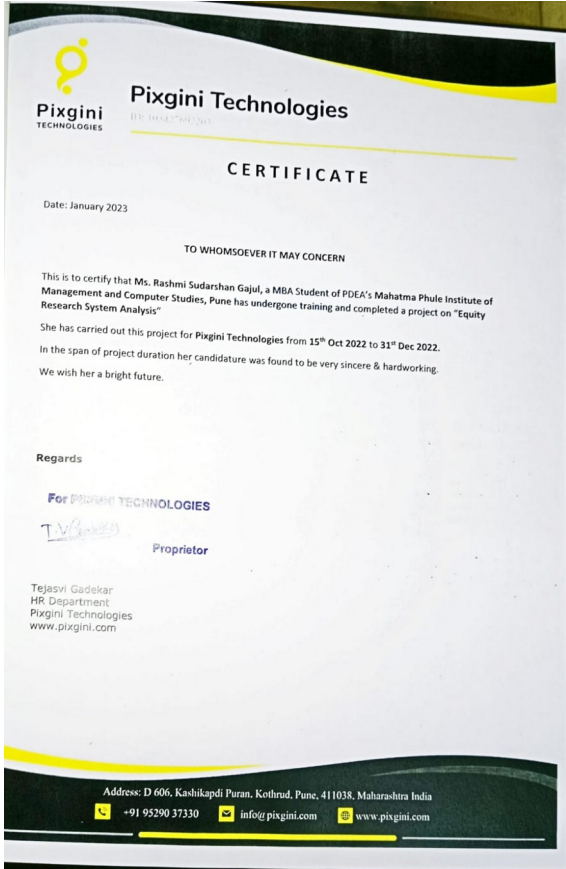 Pixgini
TECHNOLOGIES
Pixgini Technologies
CERTIFICATE
Date: January 2023
TO WHOMSOEVER IT MAY CONCERN
This is to certify that Ms. Rashmi Sudarshan Gajul, a MBA Student of PDEA's Mahatma Phule Institute of
Management and Computer Studies, Pune has undergone training and completed a project on "Equity
Research System Analysis"
She has carried out this project for Pixgini Technologies from 15th Oct 2022 to 31st Dec 2022.
In the span of project duration her candidature was found to be very sincere & hardworking.
We wish her a bright future.
Regards
For TECHNOLOGIES
Proprietor
Tejasvi Gadekar
HR Department
Pixgini Technologies
www.pixgini.com
Address: D 606, Kashikapdi Puran, Kothrud, Pune, 411038, Maharashtra India
+91 95290 37330 info@pixgini.com www.pixgini.com